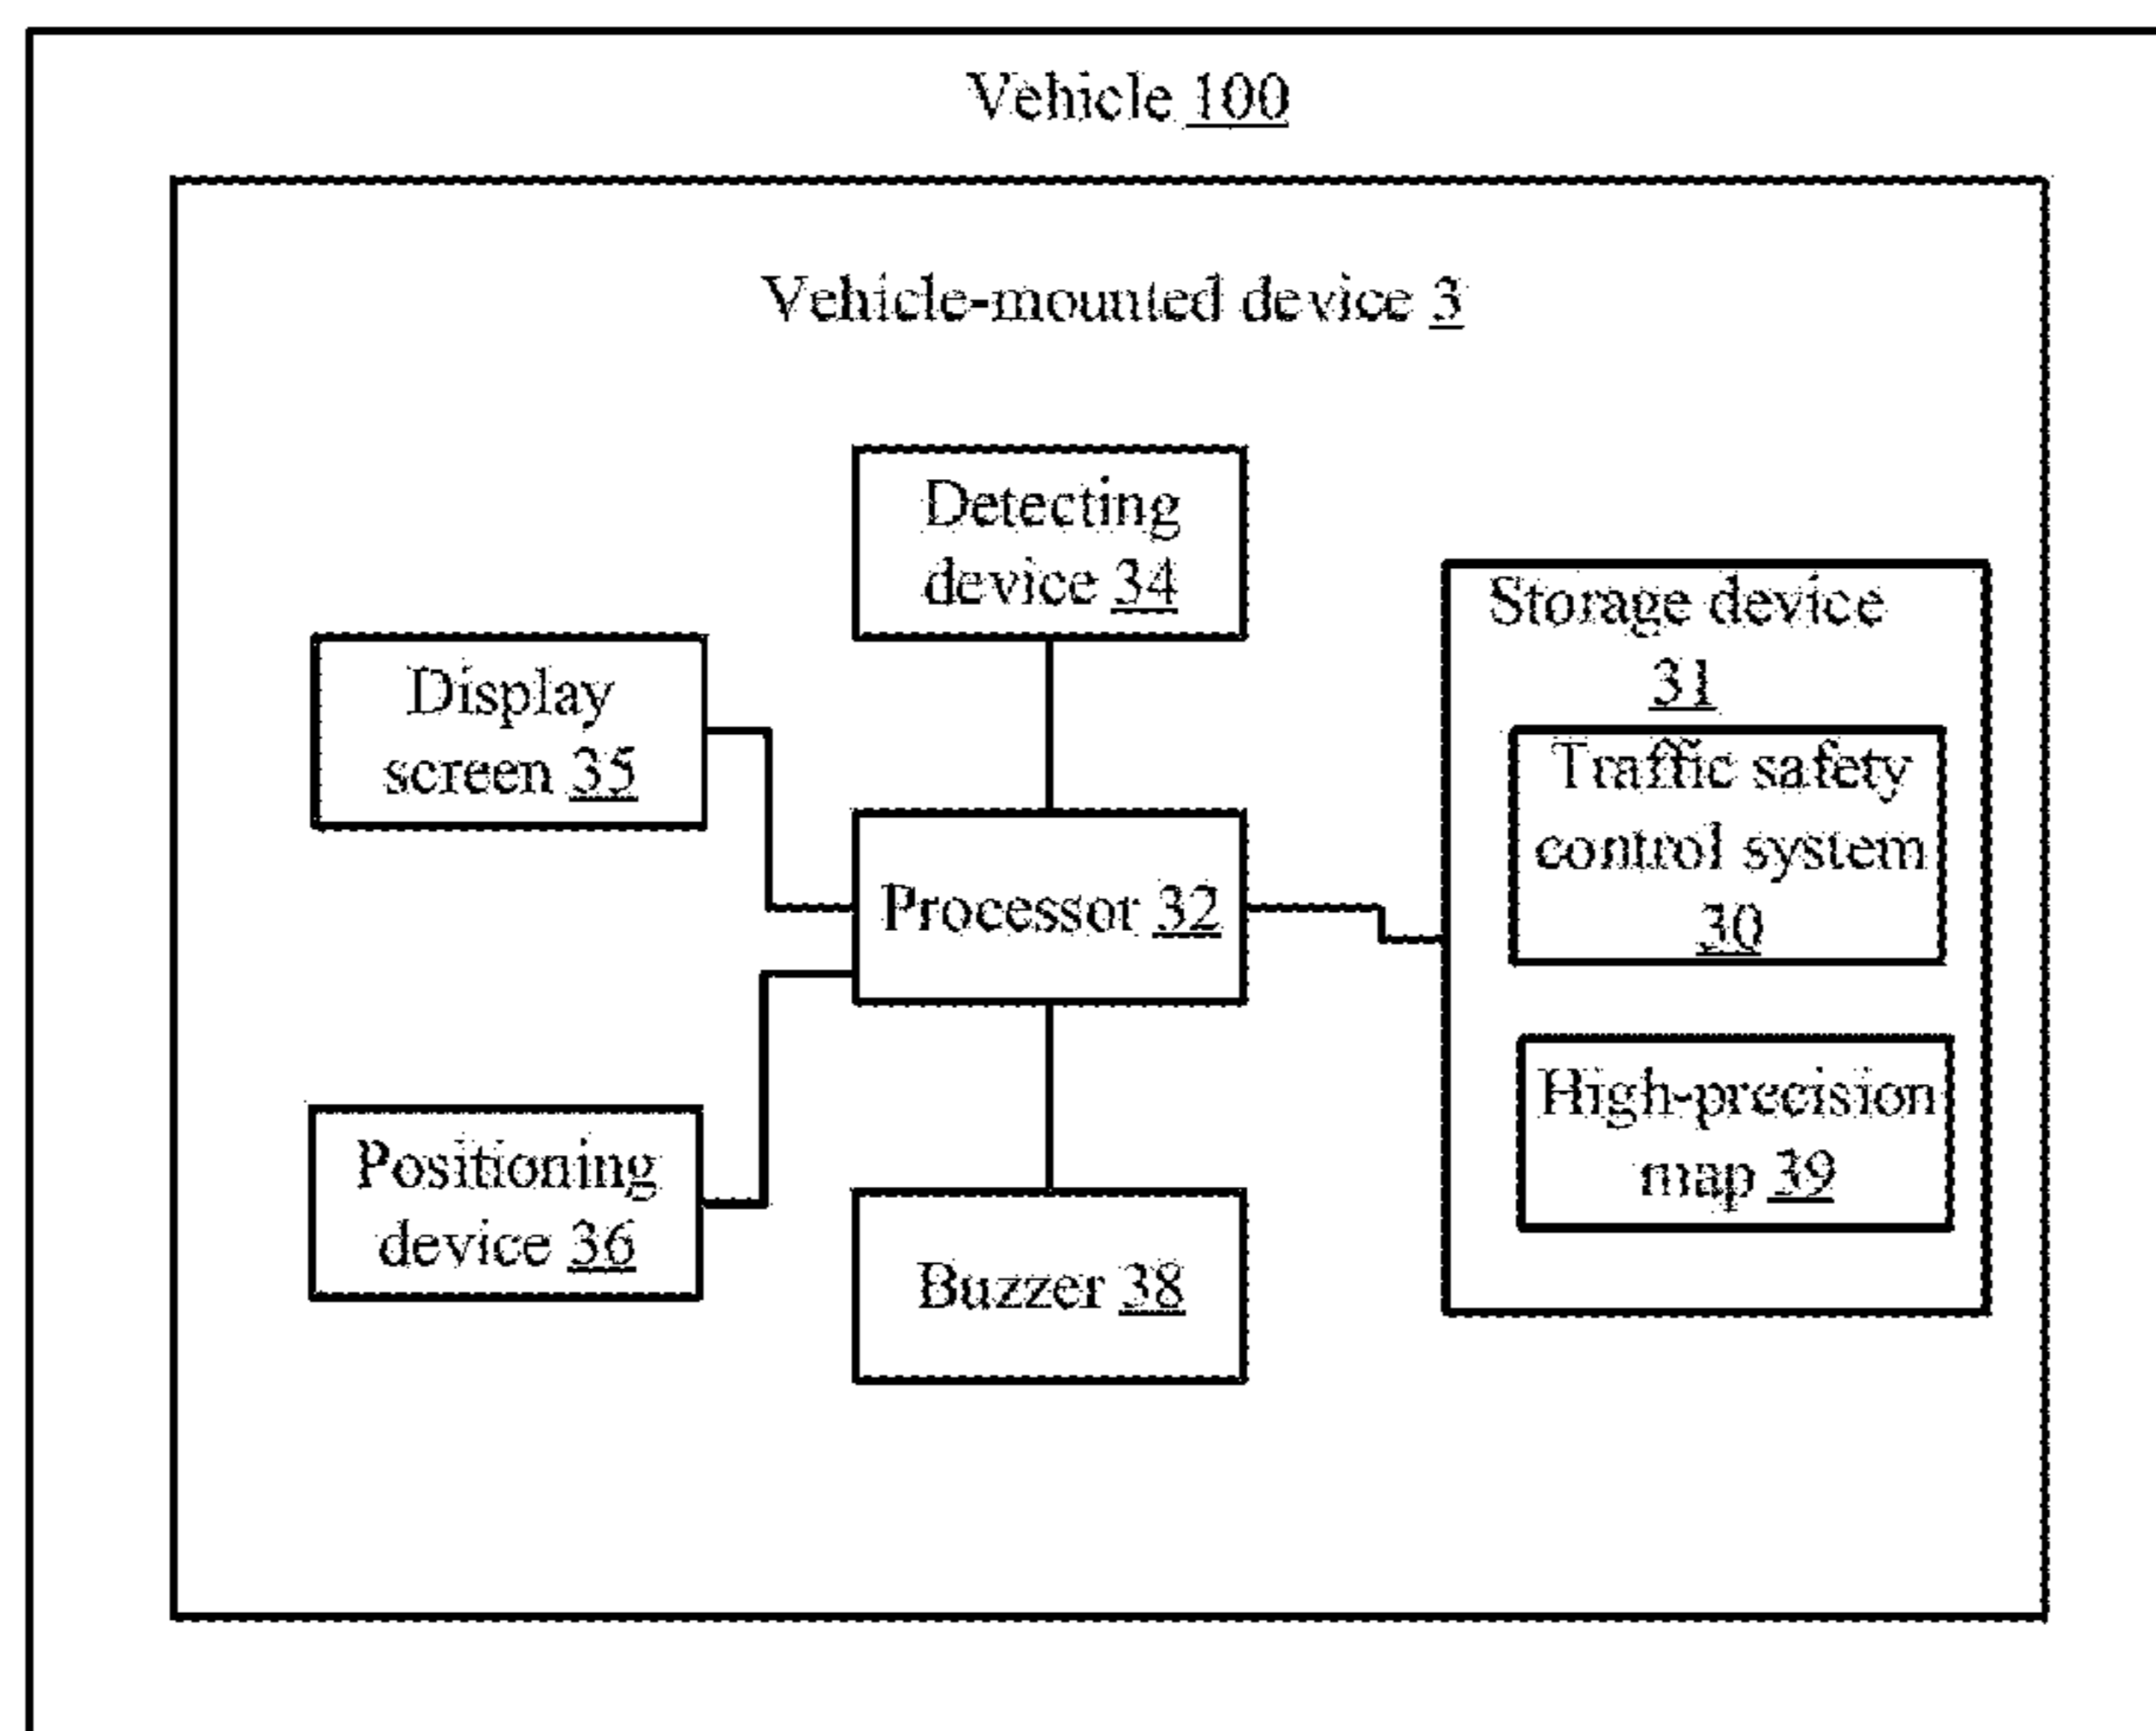 Vehicle 100
Vehicle-mounted device 3
Detecting
device 34
Display
screen 35
Processor 32
Positioning
device 36
Buzzer 38
Storage device
31
Traffic safety
control system
30
High-precision
map 39